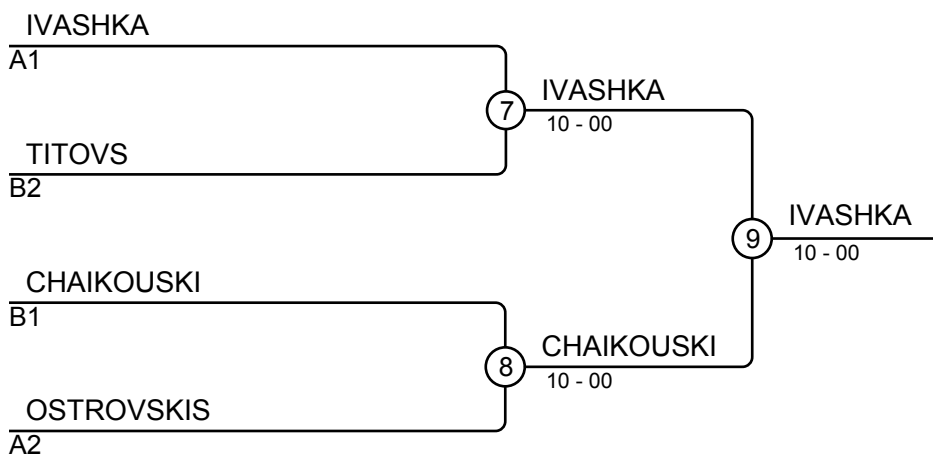 IVASHKA
A1
7
IVASHKA
10 - 00
TITOVS
B2
9
IVASHKA
10 - 00
CHAIKOUSKI
B1
8
CHAIKOUSKI
10 - 00
OSTROVSKIS
A2